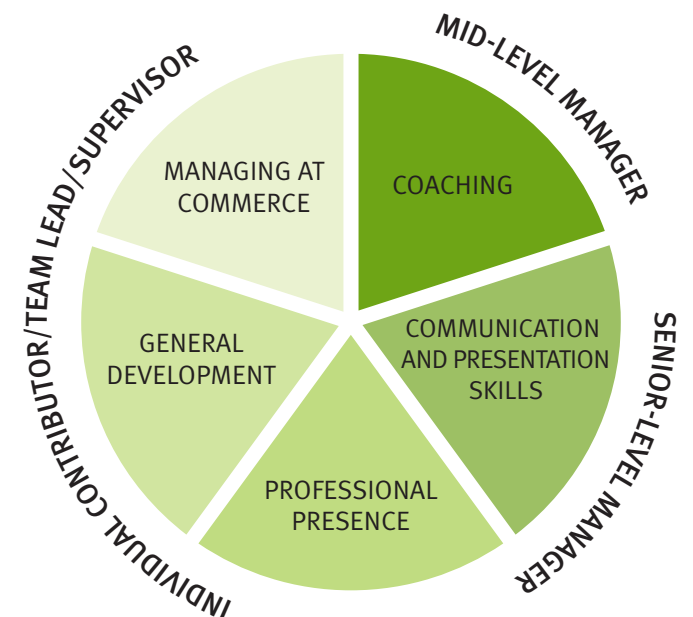 MID-LEVEL MANAGER
INDIVIDUAL CONTRIBUTOR/TEAM LEAD/SUPERVISOR
MANAGING AT
COMMERCE
COACHING
GENERAL
DEVELOPMENT
COMMUNICATION
AND PRESENTATION
SKILLS
SENIOR-LEVEL MANAGER
PROFESSIONAL
PRESENCE